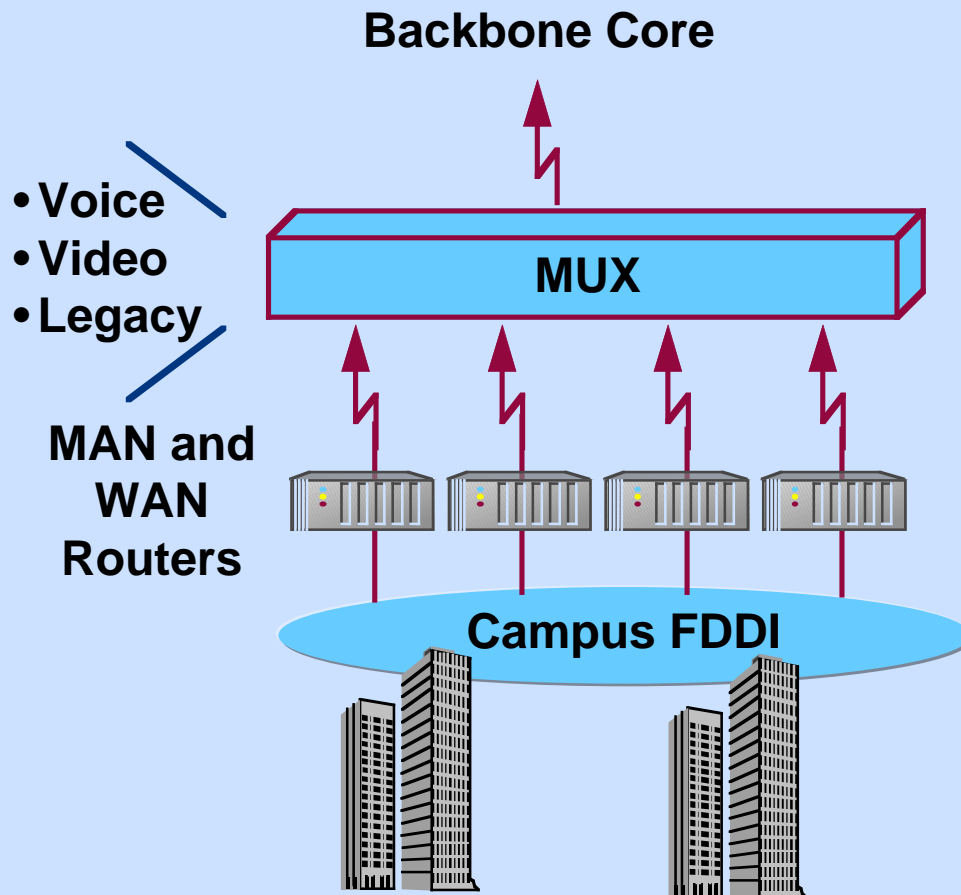 Backbone Core
• Voice
• Video
• Legacy
MUX
MAN and
WAN
Routers
Campus FDDI